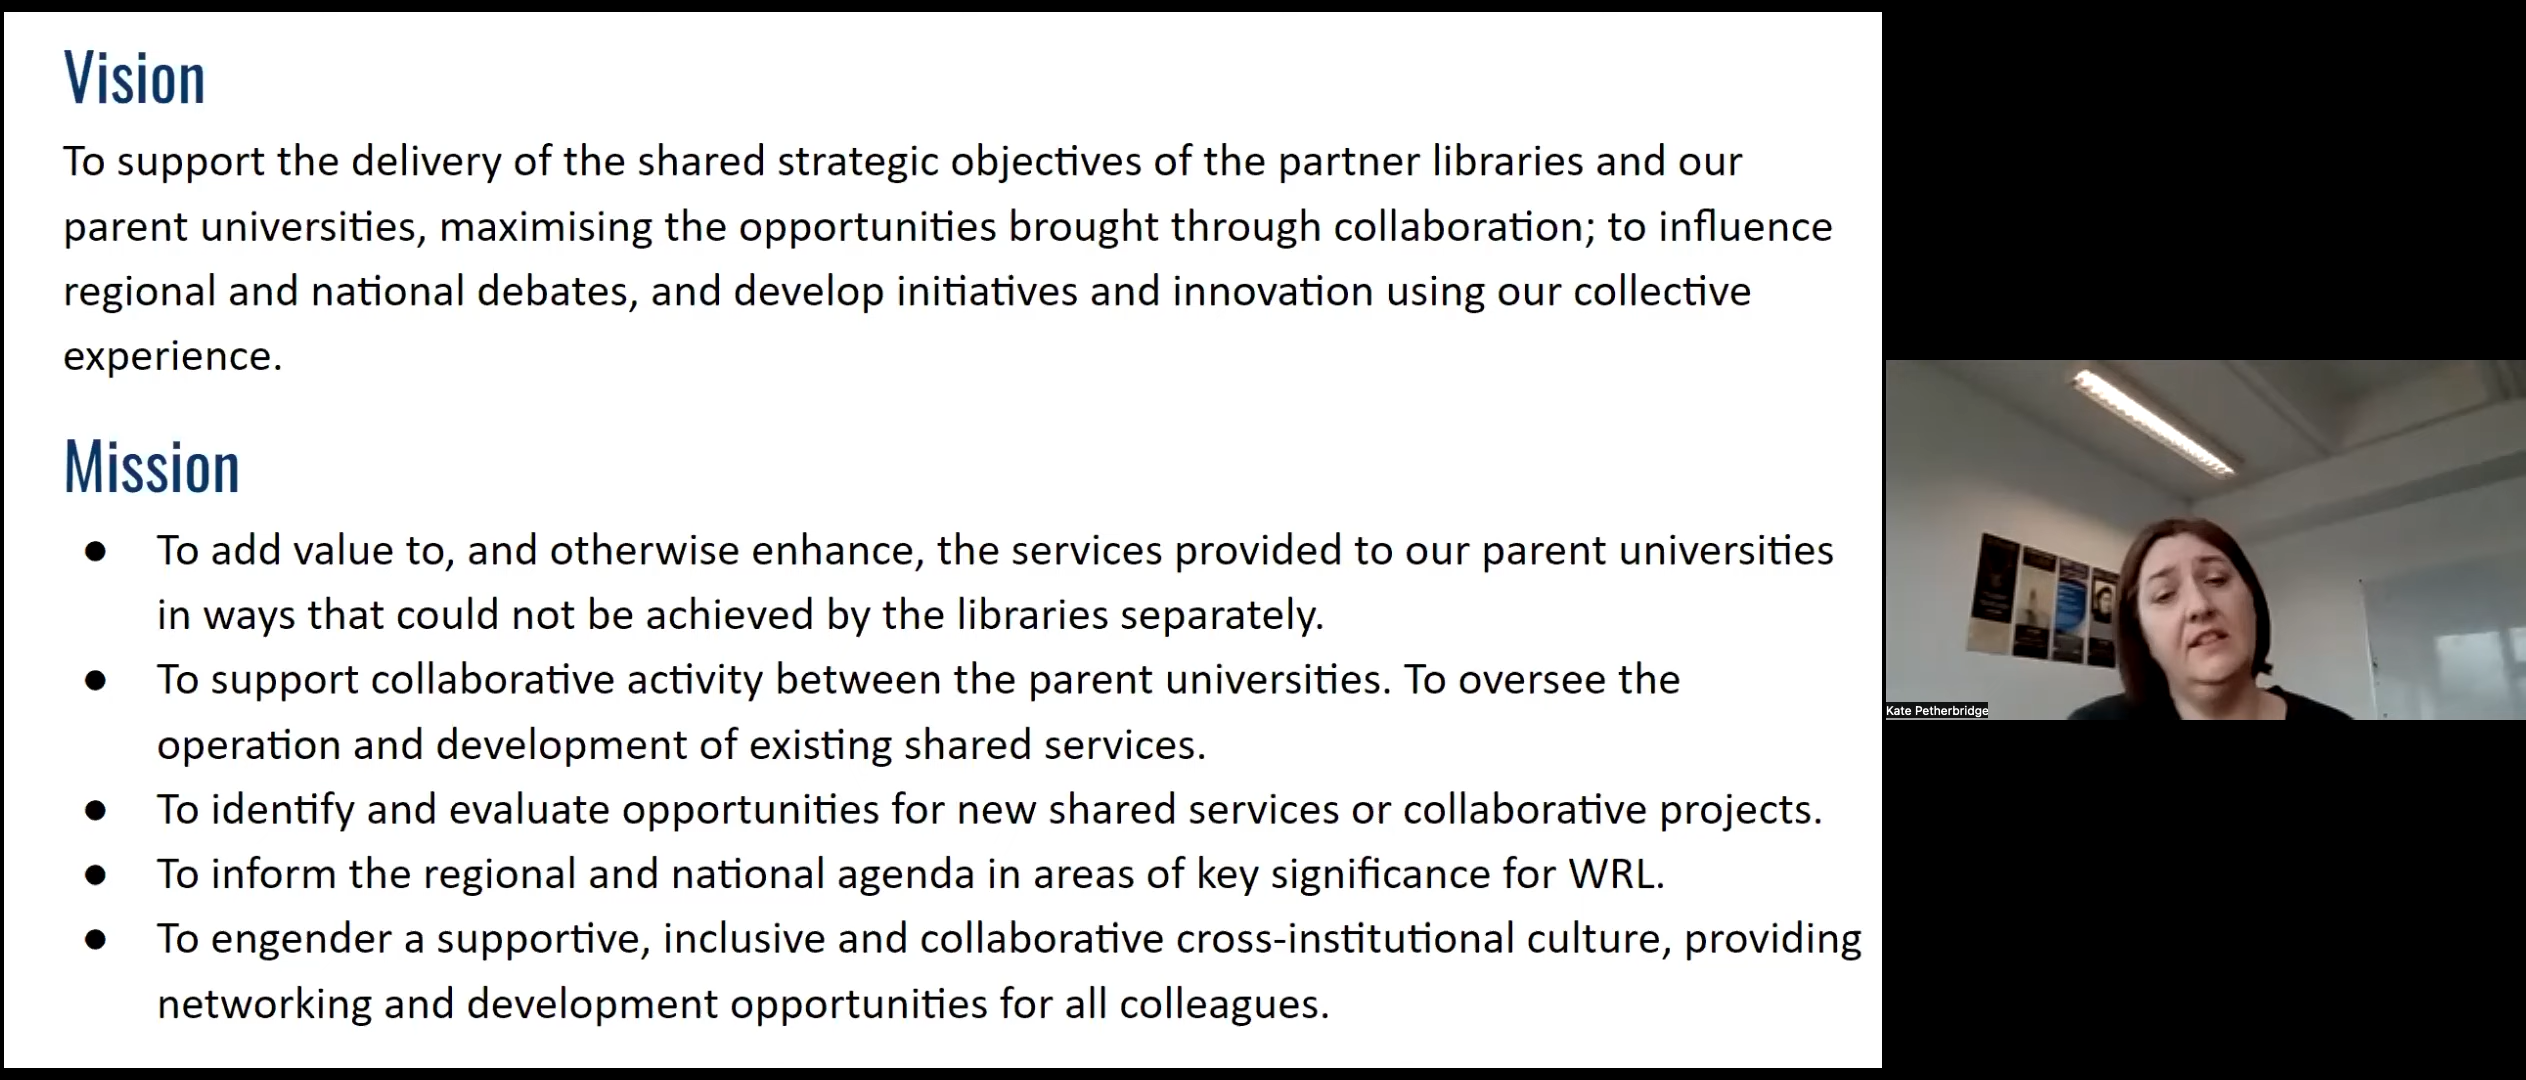 Vision
To support the delivery of the shared strategic objectives of the partner libraries and our
parent universities, maximising the opportunities brought through collaboration; to influence
regional and national debates, and develop initiatives and innovation using our collective
experience.
Mission
● To add value to, and otherwise enhance, the services provided to our parent universities
in ways that could not be achieved by the libraries separately.
● To support collaborative activity between the parent universities. To oversee the
operation and development of existing shared services.
● To identify and evaluate opportunities for new shared services or collaborative projects.
● To inform the regional and national agenda in areas of key significance for WRL.
● To engender a supportive, inclusive and collaborative cross-institutional culture, providing
networking and development opportunities for all colleagues.
Kate Petherbridge